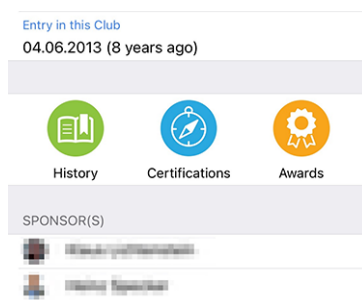 Entry in this Club
04.06.2013 (8 years ago)
History Certifications Awards
SPONSOR(S)